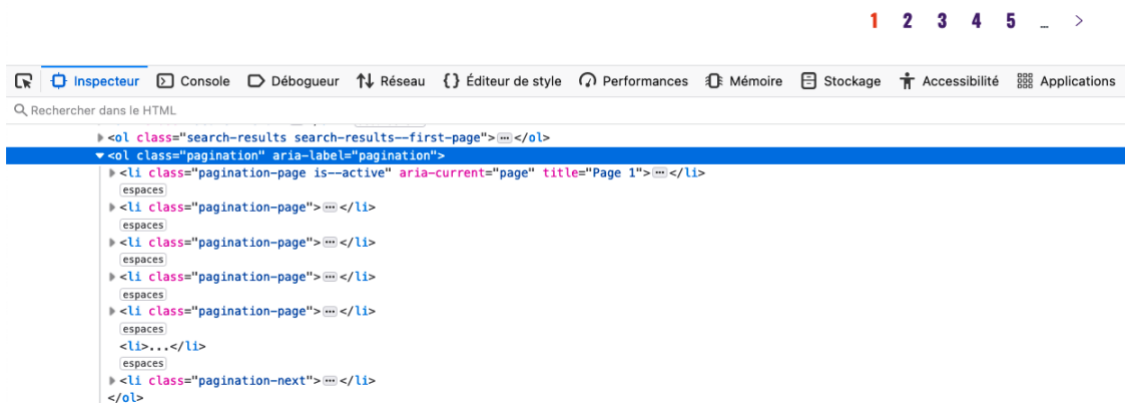 1 2 3 4 5 … >
Inspecteur Console Débogueur Réseau Éditeur de style Performances Mémoire Stockage Accessibilité Applications
Rechercher dans le HTML
<ol class="search-results search-results--first-page">…</ol>
<ol class="pagination" aria-label="pagination">
<li class="pagination-page is--active" aria-current="page" title="Page 1">…</li>
espaces
<li class="pagination-page">…</li>
espaces
<li class="pagination-page">…</li>
espaces
<li class="pagination-page">…</li>
espaces
<li class="pagination-page">…</li>
espaces
<li>...</li>
espaces
<li class="pagination-next">…</li>
</ol>